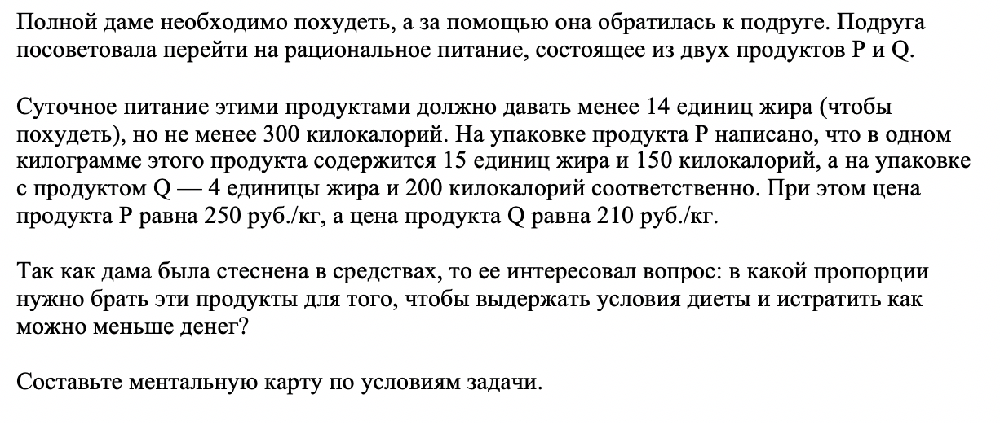 Полной даме необходимо похудеть, а за помощью она обратилась к подруге. Подруга
посоветовала перейти на рациональное питание, состоящее из двух продуктов P и Q.
Суточное питание этими продуктами должно давать менее 14 единиц жира (чтобы
похудеть), но не менее 300 килокалорий. На упаковке продукта P написано, что в одном
килограмме этого продукта содержится 15 единиц жира и 150 килокалорий, а на упаковке
с продуктом Q — 4 единицы жира и 200 килокалорий соответственно. При этом цена
продукта P равна 250 руб./кг, а цена продукта Q равна 210 руб./кг.
Так как дама была стеснена в средствах, то ее интересовал вопрос: в какой пропорции
нужно брать эти продукты для того, чтобы выдержать условия диеты и истратить как
можно меньше денег?
Составьте ментальную карту по условиям задачи.